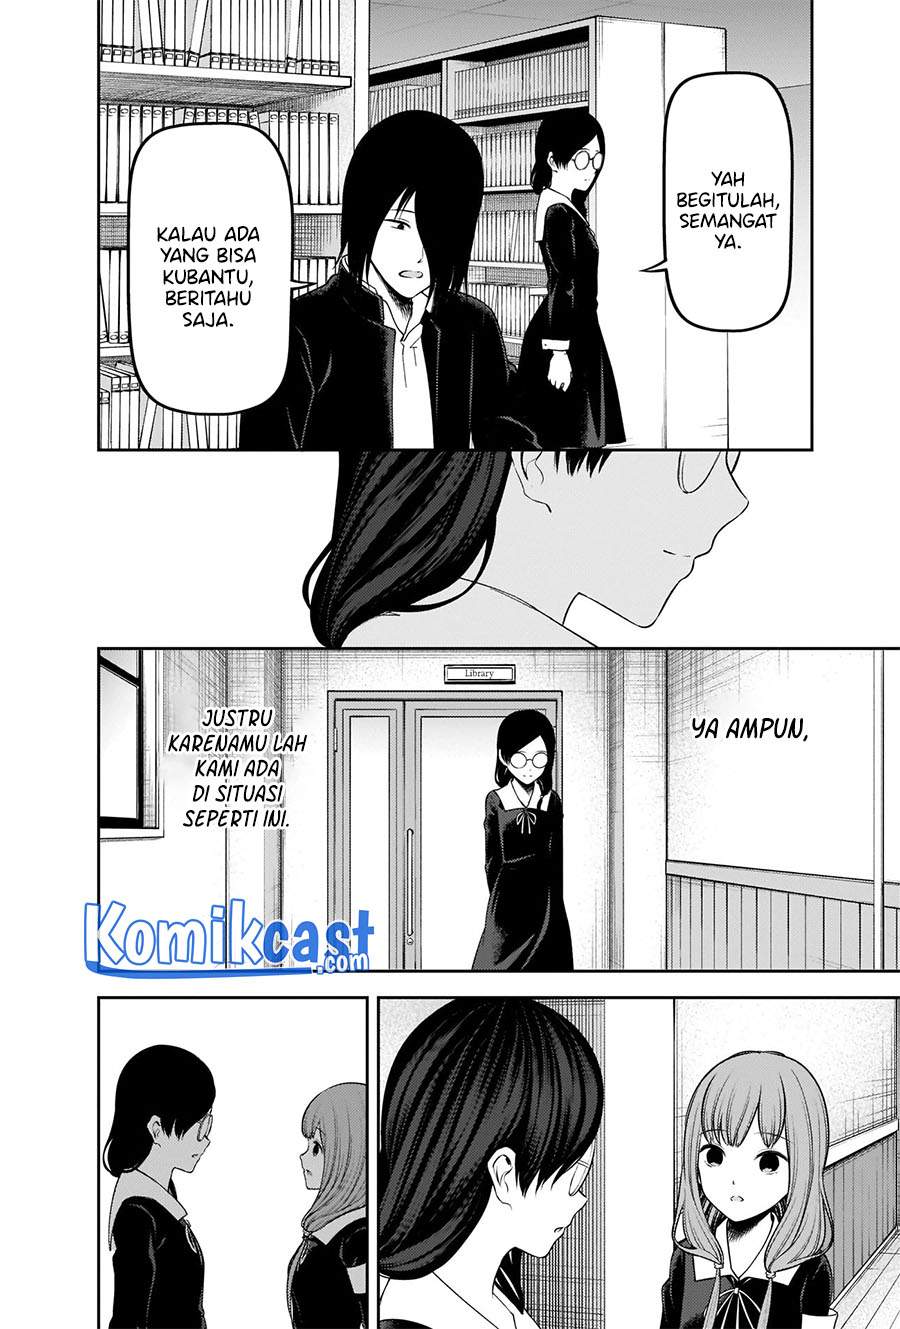 YAH
BEGITULAH,
SEMANGAT
YA.
KALAU ADA
YANG BISA
KUBANTU,
BERITAHU
SAJA.
Library
YA AMPUN,
JUSTRU
KARENAMU LAH
KAMI ADA
DI SITUASI
SEPERTI INI.
Komikcast
.com